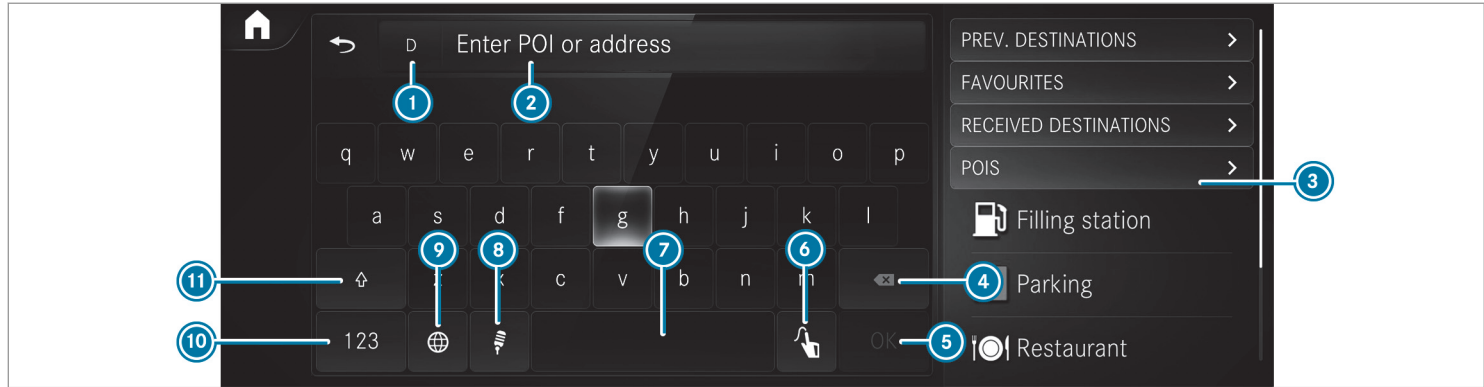 D Enter POI or address
PREV. DESTINATIONS
1
2
FAVOURITES
RECEIVED DESTINATIONS
q w e r t y u i o p
POIS
3
a s d f g h j k l
Filling station
9
8
7
6
11
c v b n m
4
Parking
10
123
OK
5
Restaurant